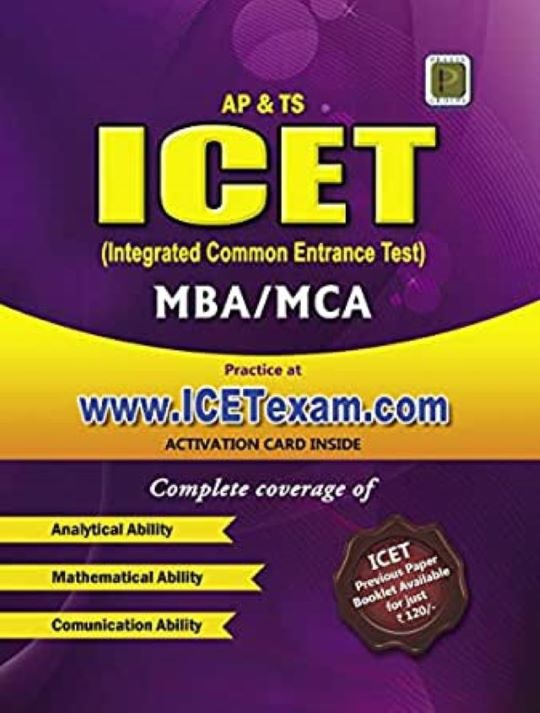 AP & TS
ICET
(Integrated Common Entrance Test)
MBA/MCA
Practice at
www.ICETexam.com
ACTIVATION CARD INSIDE
Complete coverage of
Analytical Ability
Mathematical Ability
Comunication Ability
ICET
Previous Paper
Booklet Available
for just
₹ 120/-